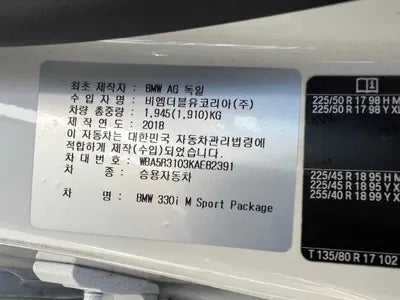 최초 제작자: BMW AG 독일
수 입 자 명: 비엠더블유코리아(주)
차량 총중량: 1,945(1,910)KG
제작년도: 2018
이 자동차는 대한민국 자동차관리법령에
적합하게 제작(수입)되었습니다.
차 대 번 호: WBA5R3103KAE82391
차 종: 승용자동차
차 명: BMW 330i M Sport Package
225/50 R 17 98 H M
225/50 R 17 98 Y XL
225/45 R 18 95 H M
225/45 R 18 95 Y X
255/40 R 18 99 Y X
T 135/80 R 17 102